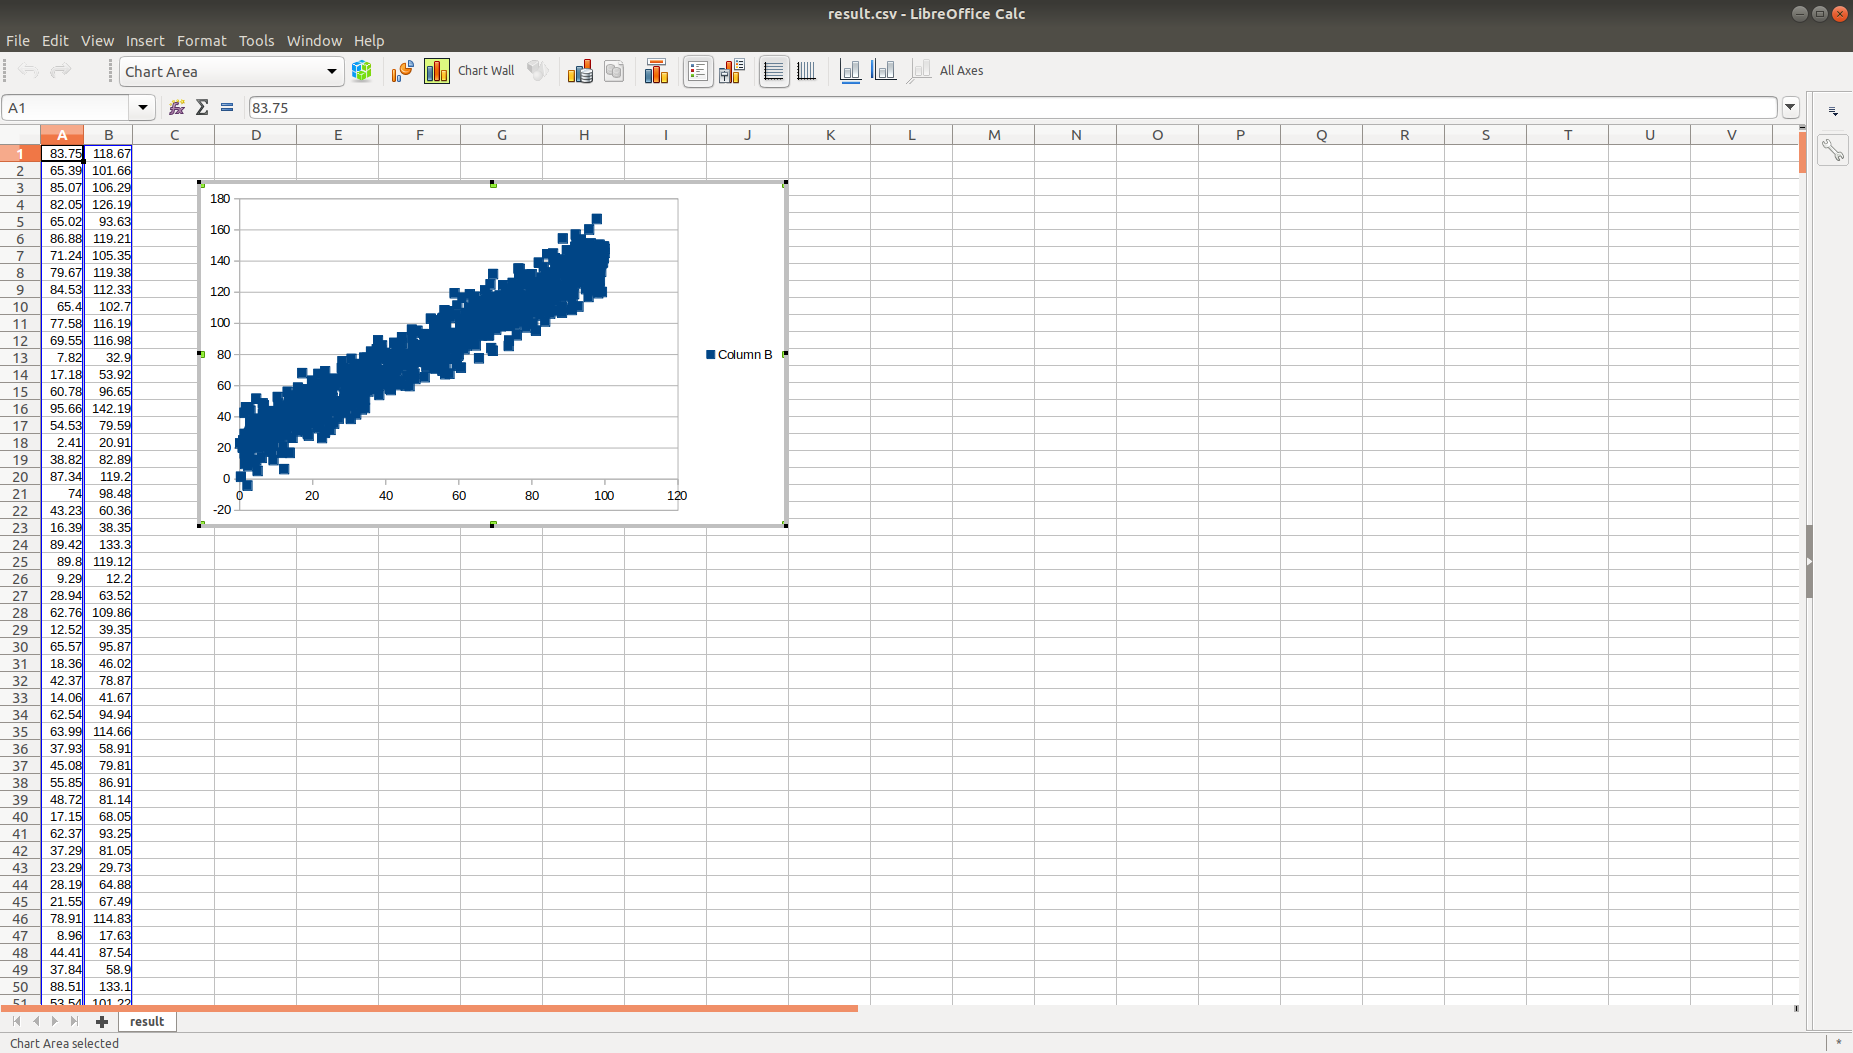 result.csv - LibreOffice Calc
File Edit View Insert Format Tools Window Help
Chart Area Chart Wall All Axes
A1 83.75
A B C D E F G H I J K L M N O P Q R S T U V
1 83.75 118.67
2 65.39 101.66
3 85.07 106.29
4 82.05 126.19
5 65.02 93.63
6 86.88 119.21
7 71.24 105.35
8 79.67 119.38
9 84.53 112.33
10 65.4 102.7
11 77.58 116.19
12 69.55 116.98
13 7.82 32.9
14 17.18 53.92
15 60.78 96.65
16 95.66 142.19
17 54.53 79.59
18 2.41 20.91
19 38.82 82.89
20 87.34 119.2
21 74 98.48
22 43.23 60.36
23 16.39 38.35
24 89.42 133.3
25 89.8 119.12
26 9.29 12.2
27 28.94 63.52
28 62.76 109.86
29 12.52 39.35
30 65.57 95.87
31 18.36 46.02
32 42.37 78.87
33 14.06 41.67
34 62.54 94.94
35 63.99 114.66
36 37.93 58.91
37 45.08 79.81
38 55.85 86.91
39 48.72 81.14
40 17.15 68.05
41 62.37 93.25
42 37.29 81.05
43 23.29 29.73
44 28.19 64.88
45 21.55 67.49
46 78.91 114.83
47 8.96 17.63
48 44.41 87.54
49 37.84 58.9
50 88.51 133.1
51 53.54 101.22
180
160
140
120
100
80
60
40
20
0
-20
0 20 40 60 80 100 120
Column B
result
Chart Area selected *